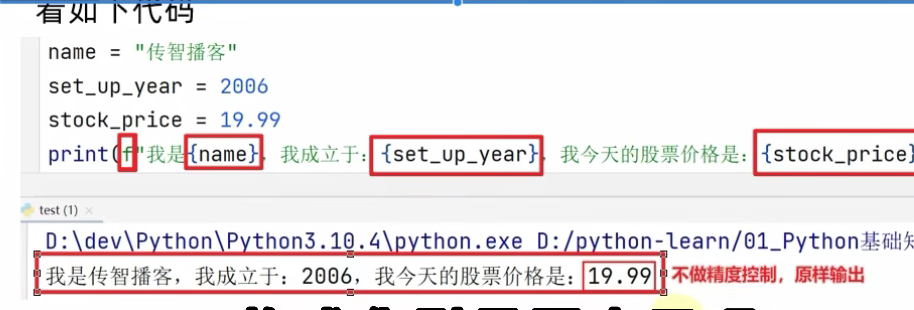 看如下代码
name = "传智播客"
set_up_year = 2006
stock_price = 19.99
print(f"我是{name}，我成立于：{set_up_year}，我今天的股票价格是：{stock_price}
test (1) ×
D:\dev\Python\Python3.10.4\python.exe D:/python-learn/01_Python基础知
我是传智播客，我成立于：2006，我今天的股票价格是：19.99 不做精度控制，原样输出